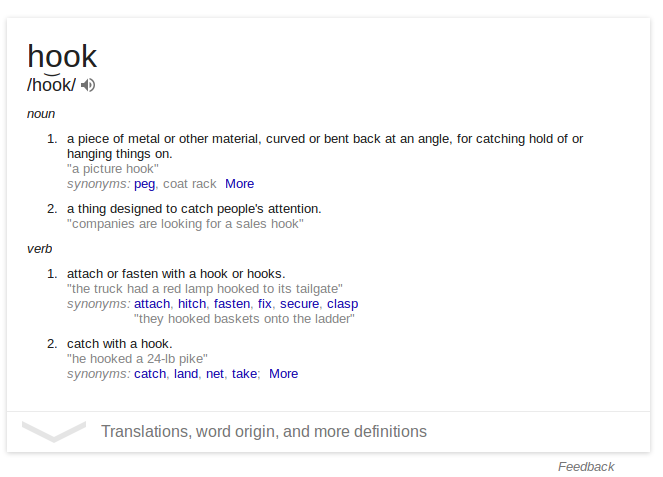 hook
/ho͝ok/
noun
1. a piece of metal or other material, curved or bent back at an angle, for catching hold of or
hanging things on.
"a picture hook"
synonyms: peg, coat rack More
2. a thing designed to catch people's attention.
"companies are looking for a sales hook"
verb
1. attach or fasten with a hook or hooks.
"the truck had a red lamp hooked to its tailgate"
synonyms: attach, hitch, fasten, fix, secure, clasp
"they hooked baskets onto the ladder"
2. catch with a hook.
"he hooked a 24-lb pike"
synonyms: catch, land, net, take; More
Translations, word origin, and more definitions
Feedback